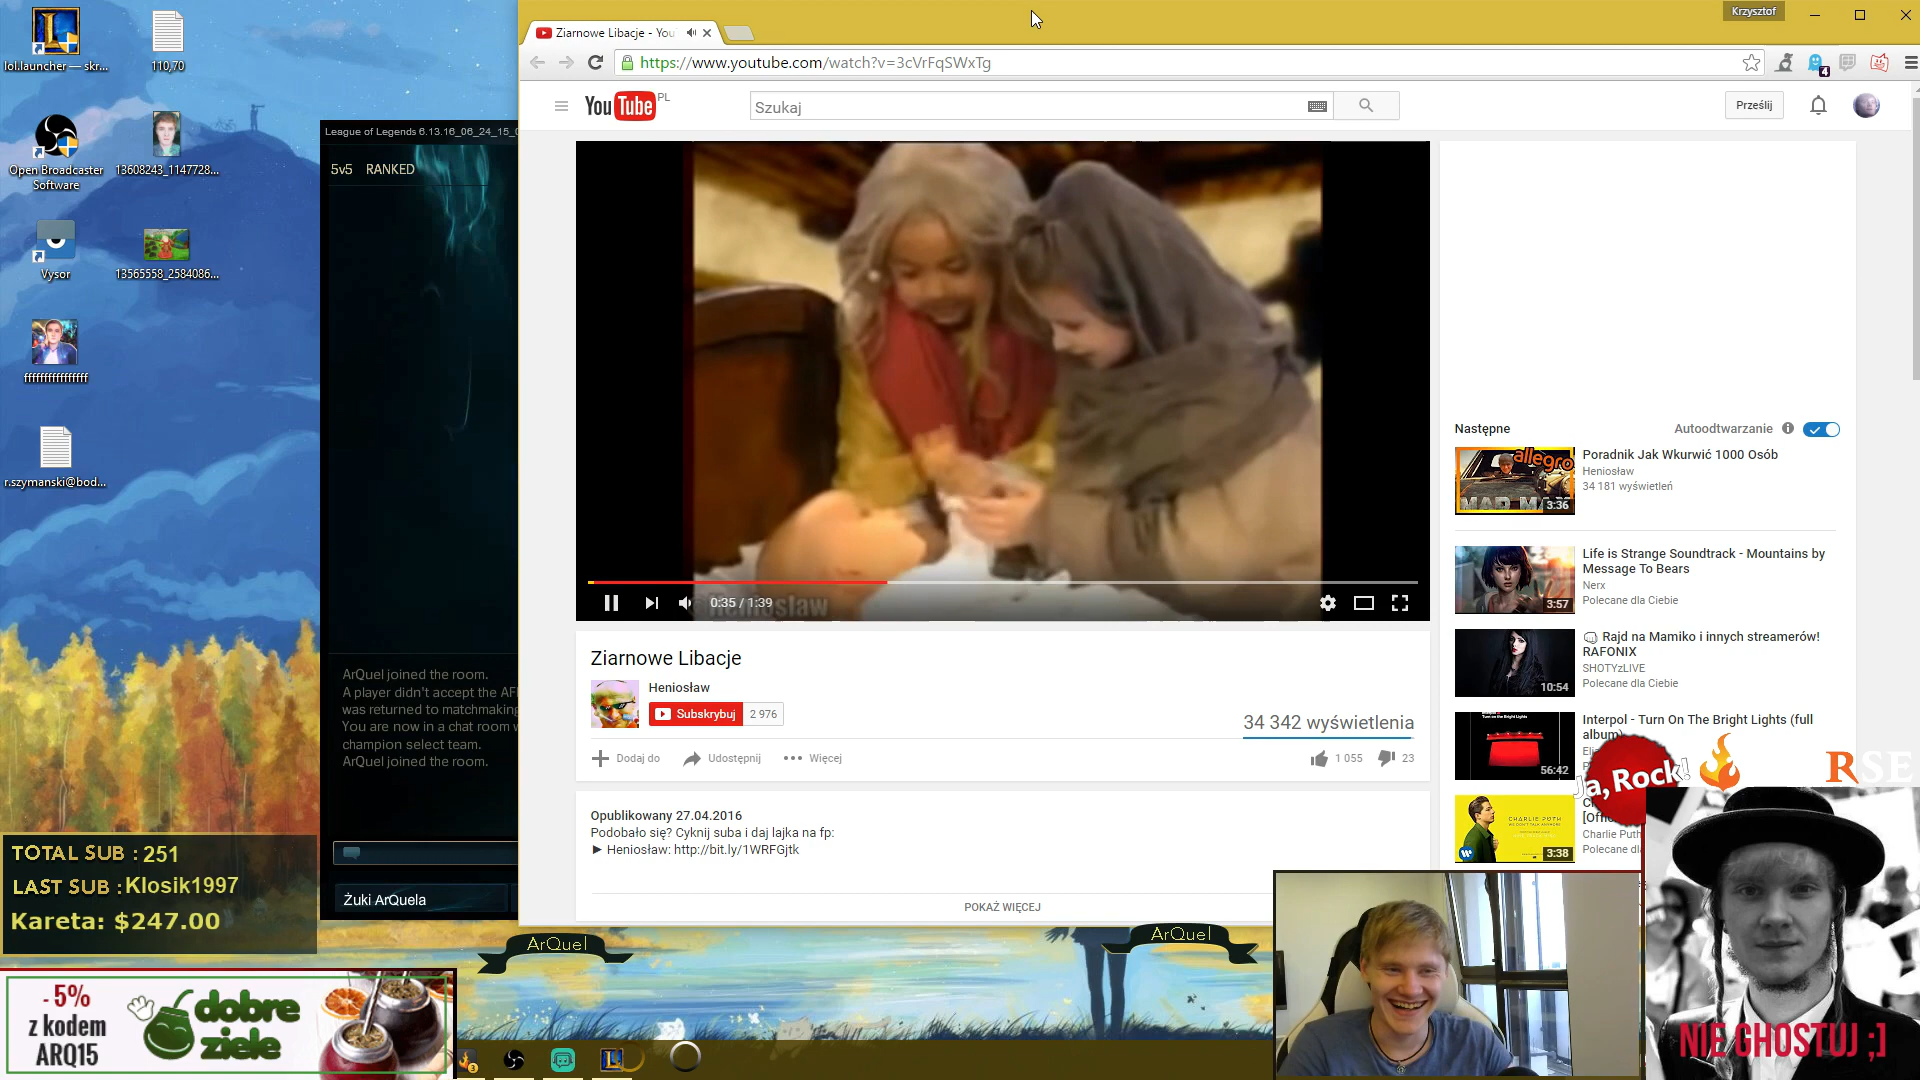 lol.launcher — skr...
110,70
Open Broadcaster
Software
13608243_1147728...
Vysor
13565558_2584086...
ffffffffffffffff
r.szymanski@bod...
TOTAL SUB : 251
LAST SUB : Klosik1997
Kareta: $247.00
- 5%
z kodem
ARQ15
dobre
ziele
League of Legends 6.13.16_06_24_15_
5v5 RANKED
ArQuel joined the room.
A player didn't accept the AF
was returned to matchmaking
You are now in a chat room w
champion select team.
ArQuel joined the room.
Żuki ArQuela
Krzysztof
Ziarnowe Libacje - You
https://www.youtube.com/watch?v=3cVrFqSWxTg
4
YouTube PL
Szukaj
Prześlij
0:35 / 1:39
Ziarnowe Libacje
Heniosław
Subskrybuj 2 976
34 342 wyświetlenia
Dodaj do Udostępnij Więcej
1 055 23
Opublikowany 27.04.2016
Podobało się? Cyknij suba i daj lajka na fp:
► Heniosław: http://bit.ly/1WRFGjtk
POKAŻ WIĘCEJ
Następne Autoodtwarzanie
allegro
MAD MAX
3:36
Poradnik Jak Wkurwić 1000 Osób
Heniosław
34 181 wyświetleń
3:57
Life is Strange Soundtrack - Mountains by
Message To Bears
Nerx
Polecane dla Ciebie
10:54
Rajd na Mamiko i innych streamerów!
RAFONIX
SHOTYzLIVE
Polecane dla Ciebie
56:42
Interpol - Turn On The Bright Lights (full
album)
CHARLIE PUTH
3:38
Charlie Puth
Ja, Rock!
RSE
ArQuel
ArQuel
3
NIE GHOSTUJ ;]